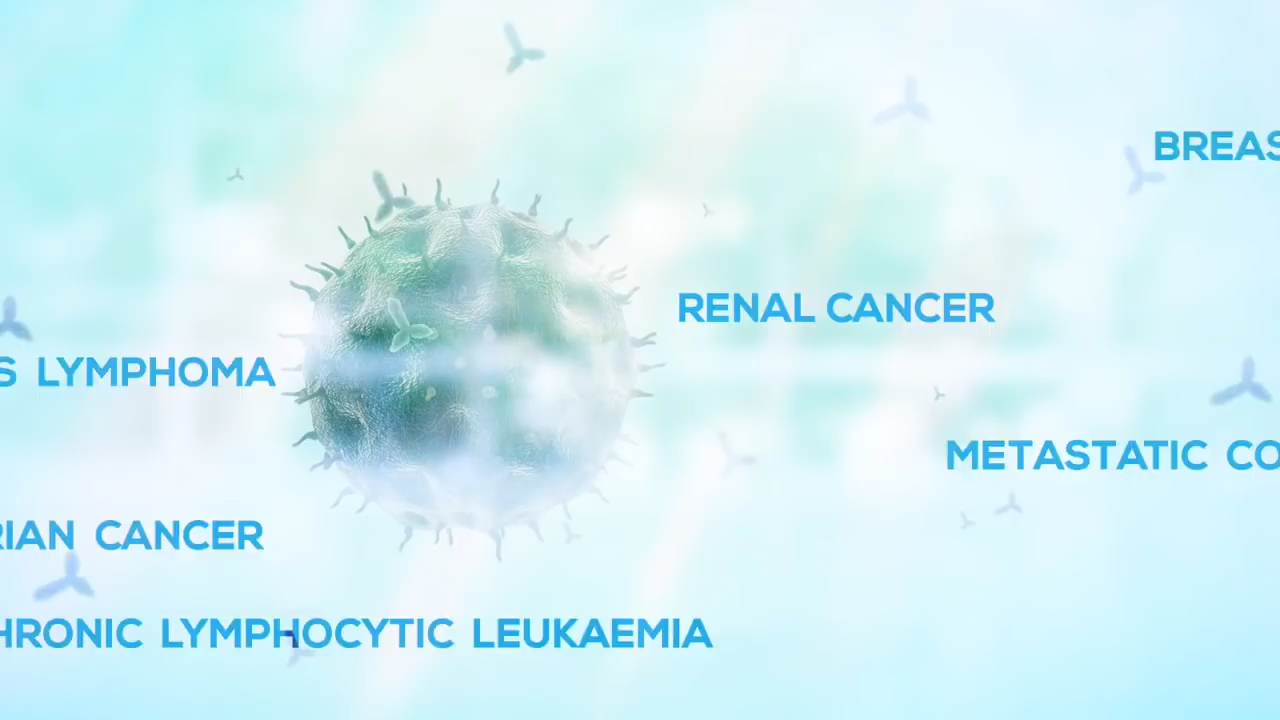 BREAS
RENAL CANCER
S LYMPHOMA
METASTATIC CO
RIAN CANCER
HRONIC LYMPHOCYTIC LEUKAEMIA